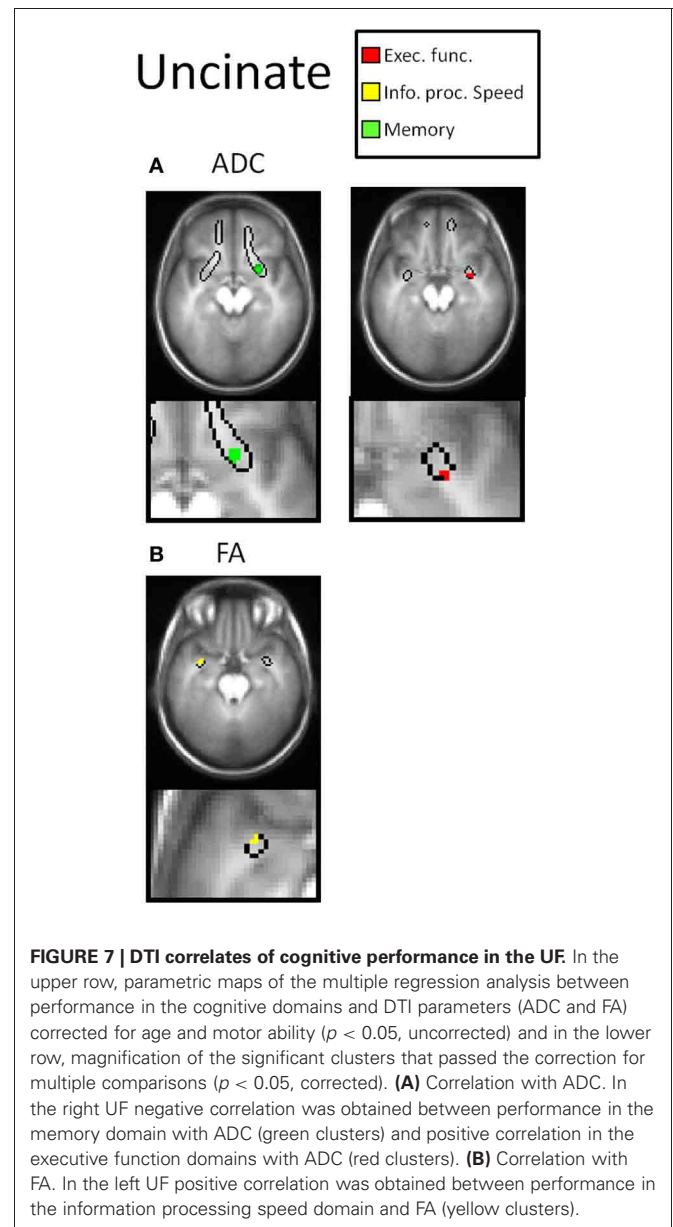 Uncinate
Exec. func.
Info. proc. Speed
Memory
A ADC
B FA
FIGURE 7 | DTI correlates of cognitive performance in the UF. In the
upper row, parametric maps of the multiple regression analysis between
performance in the cognitive domains and DTI parameters (ADC and FA)
corrected for age and motor ability (p < 0.05, uncorrected) and in the lower
row, magnification of the significant clusters that passed the correction for
multiple comparisons (p < 0.05, corrected). (A) Correlation with ADC. In
the right UF negative correlation was obtained between performance in the
memory domain with ADC (green clusters) and positive correlation in the
executive function domains with ADC (red clusters). (B) Correlation with
FA. In the left UF positive correlation was obtained between performance in
the information processing speed domain and FA (yellow clusters).